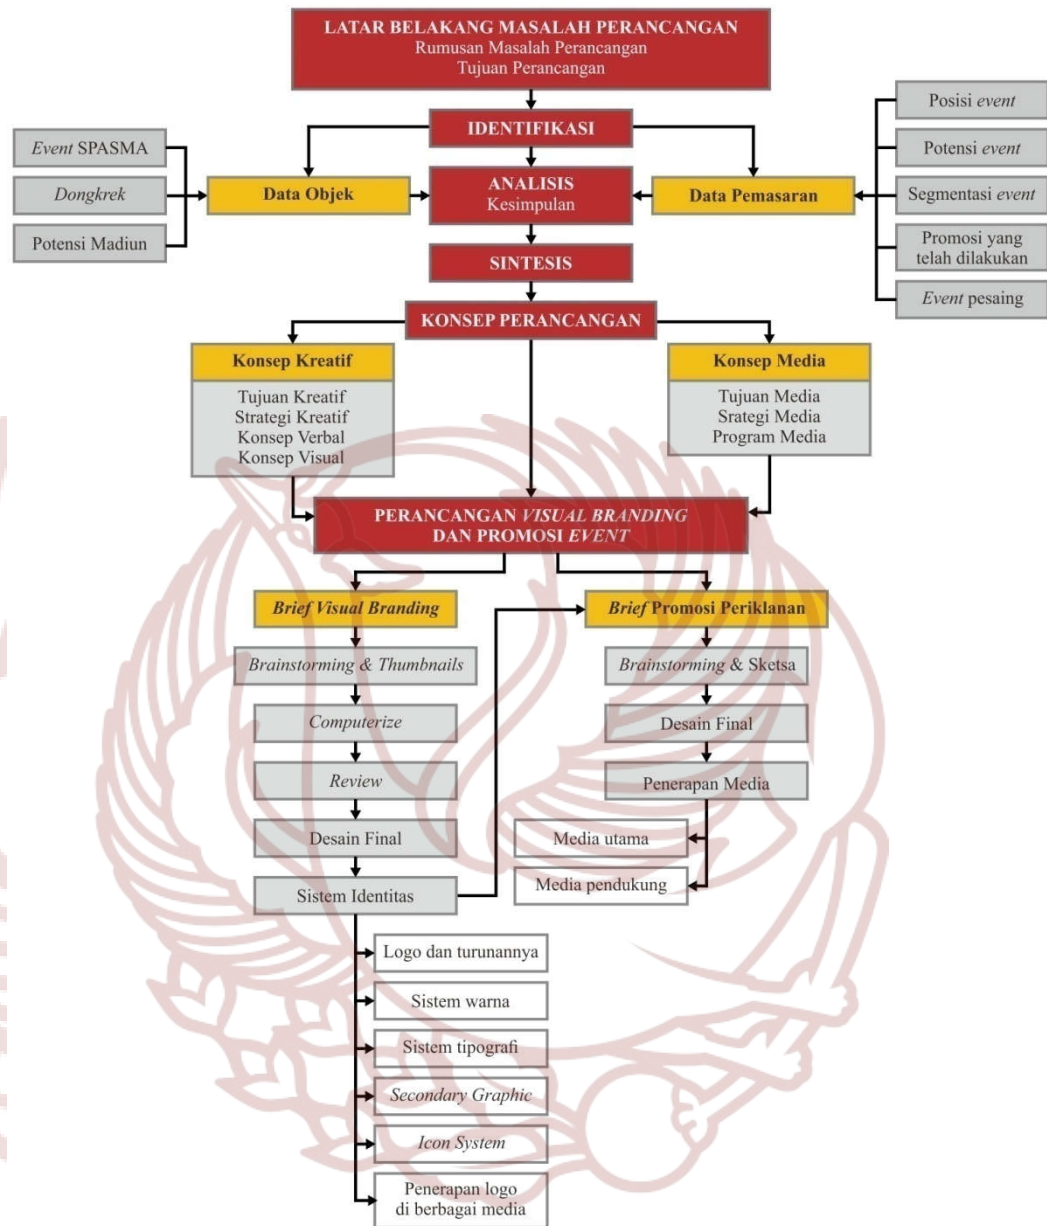 LATAR BELAKANG MASALAH PERANCANGAN
Rumusan Masalah Perancangan
Tujuan Perancangan
IDENTIFIKASI
Event SPASMA
Dongkrek
Potensi Madiun
Data Objek
ANALISIS
Kesimpulan
Data Pemasaran
Posisi event
Potensi event
Segmentasi event
Promosi yang
telah dilakukan
Event pesaing
SINTESIS
KONSEP PERANCANGAN
Konsep Kreatif
Tujuan Kreatif
Strategi Kreatif
Konsep Verbal
Konsep Visual
Konsep Media
Tujuan Media
Srategi Media
Program Media
PERANCANGAN VISUAL BRANDING
DAN PROMOSI EVENT
Brief Visual Branding
Brainstorming & Thumbnails
Computerize
Review
Desain Final
Sistem Identitas
Logo dan turunannya
Sistem warna
Sistem tipografi
Secondary Graphic
Icon System
Penerapan logo
di berbagai media
Brief Promosi Periklanan
Brainstorming & Sketsa
Desain Final
Penerapan Media
Media utama
Media pendukung